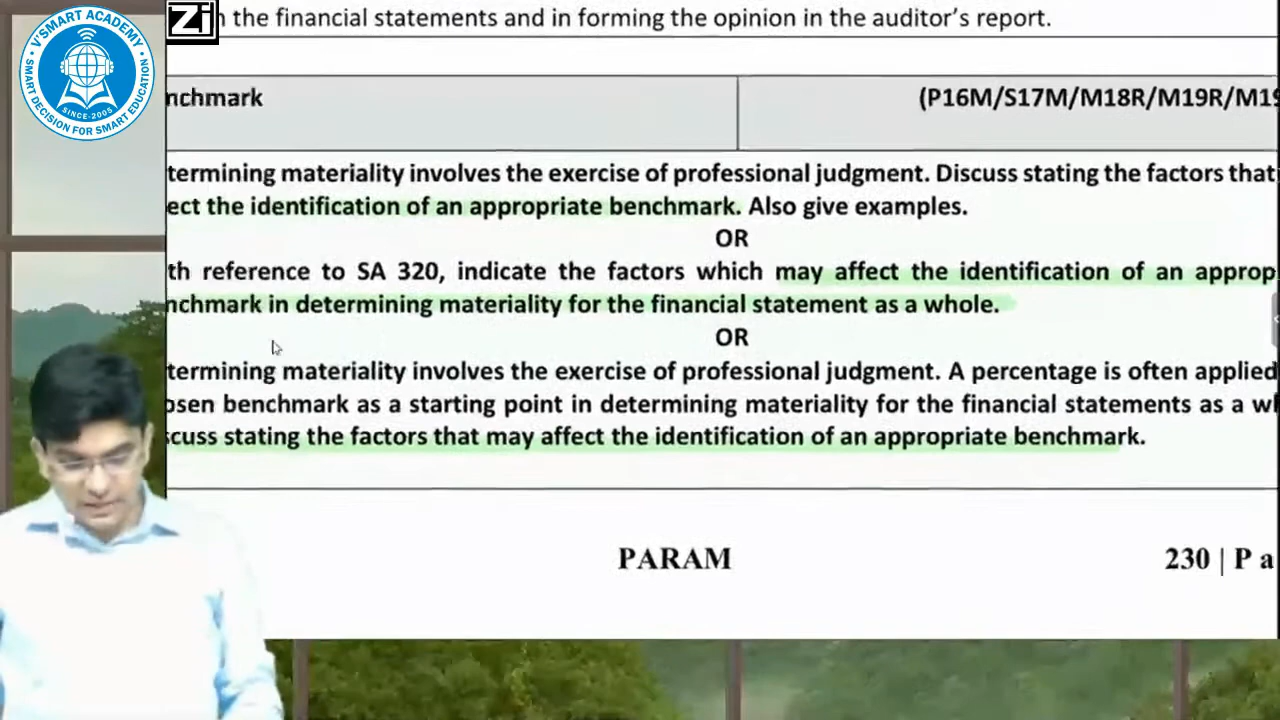 V'SMART ACADEMY
SMART DECISION FOR SMART EDUCATION
SINCE-2005
Zi
the financial statements and in forming the opinion in the auditor's report.
nchmark
(P16M/S17M/M18R/M19R/M19
termining materiality involves the exercise of professional judgment. Discuss stating the factors that
ect the identification of an appropriate benchmark. Also give examples.
OR
th reference to SA 320, indicate the factors which may affect the identification of an approp
nchmark in determining materiality for the financial statement as a whole.
OR
termining materiality involves the exercise of professional judgment. A percentage is often applied
osen benchmark as a starting point in determining materiality for the financial statements as a wh
scuss stating the factors that may affect the identification of an appropriate benchmark.
PARAM
230 | P a